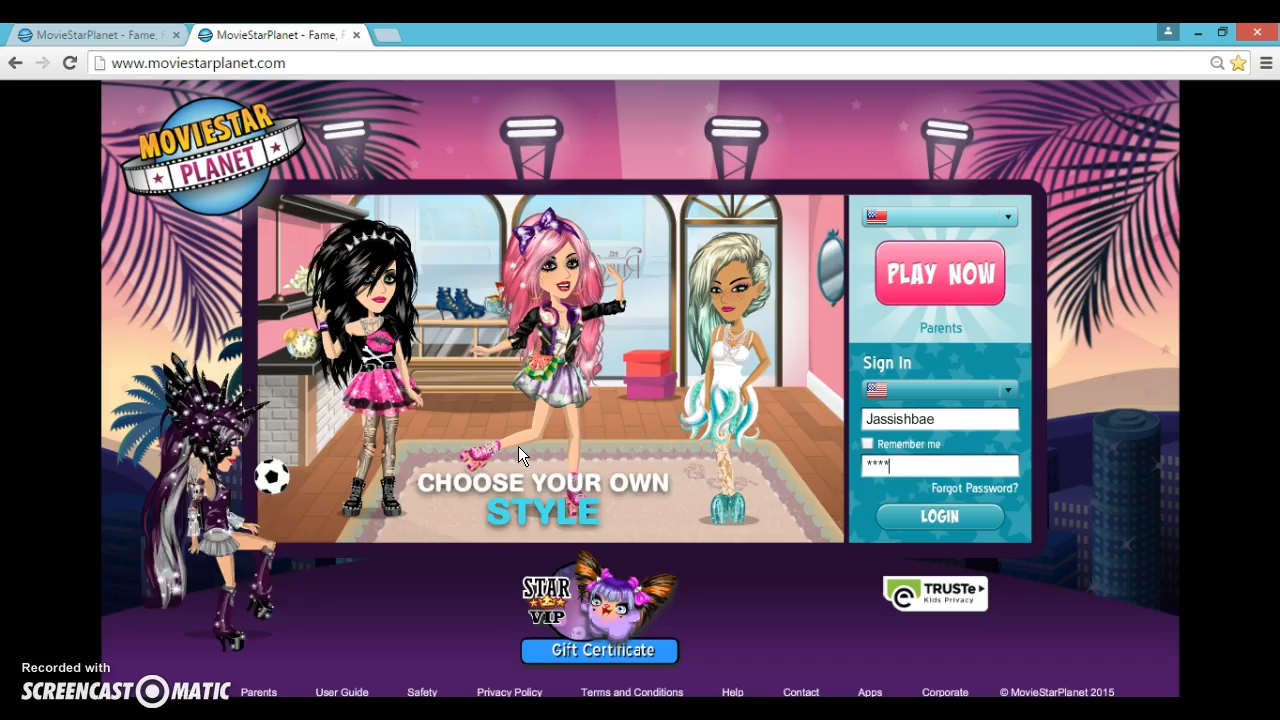 MovieStarPlanet - Fame, F
MovieStarPlanet - Fame, F
www.moviestarplanet.com
MOVIESTAR
PLANET
PLAY NOW
Parents
Sign In
Jassishbae
Remember me
****
Forgot Password?
LOGIN
CHOOSE YOUR OWN
STYLE
STAR
VIP
Gift Certificate
TRUSTe
Kids Privacy
Recorded with
SCREENCAST-O-MATIC
Parents User Guide Safety Privacy Policy Terms and Conditions Help Contact Apps Corporate © MovieStarPlanet 2015